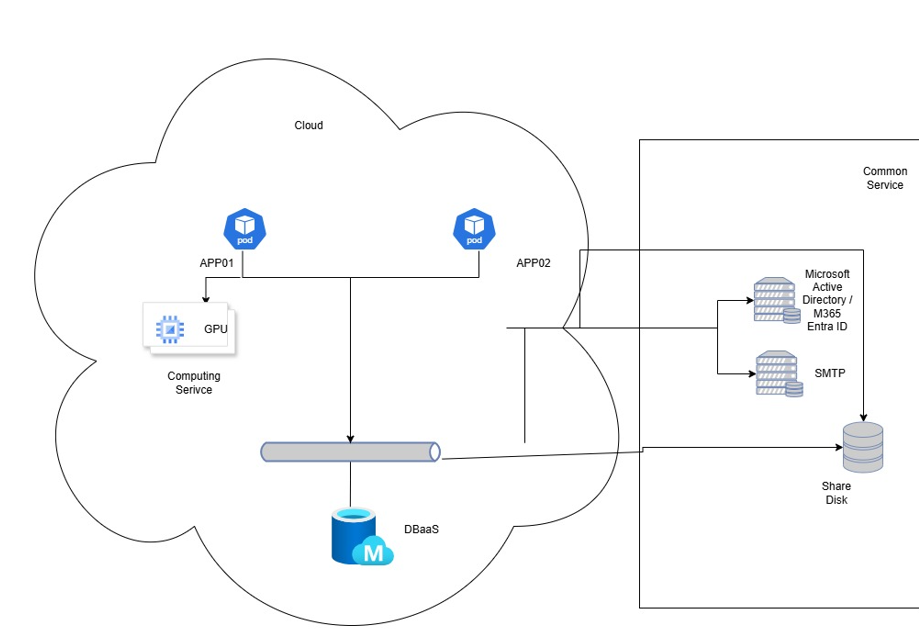 Cloud
Common
Service
pod
pod
APP01
APP02
Microsoft
Active
Directory /
M365
Entra ID
GPU
Computing
Serivce
SMTP
Share
Disk
DBaaS
M